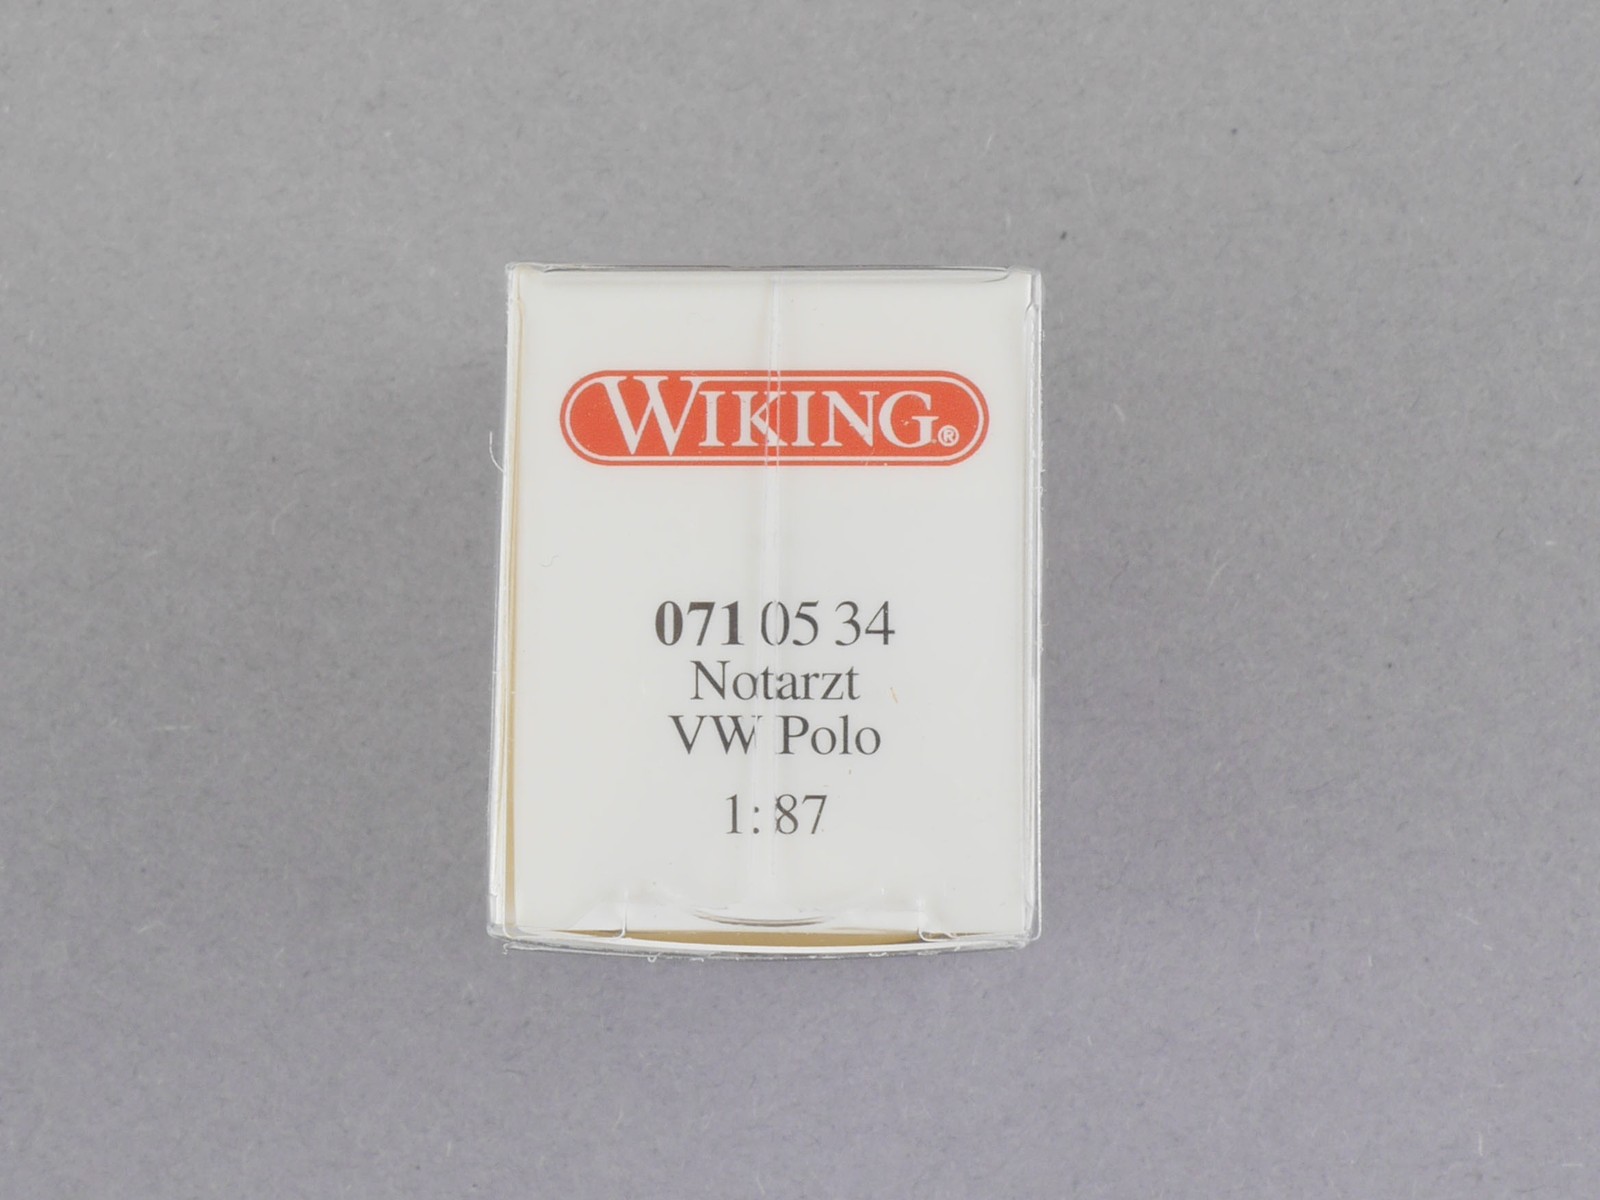 WIKING®
071 05 34
Notarzt
VW Polo
1:87